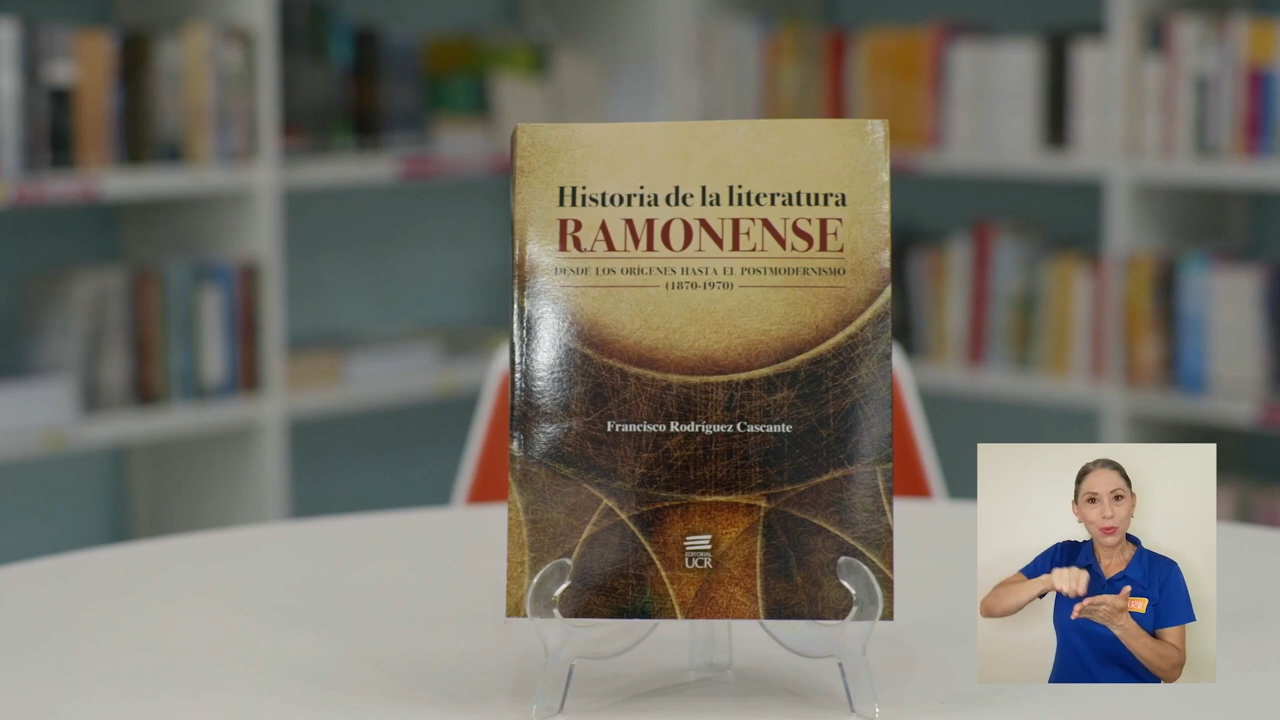 Historia de la literatura
RAMONENSE
DESDE LOS ORÍGENES HASTA EL POSTMODERNISMO
(1870-1970)
Francisco Rodríguez Cascante
EDITORIAL
UCR